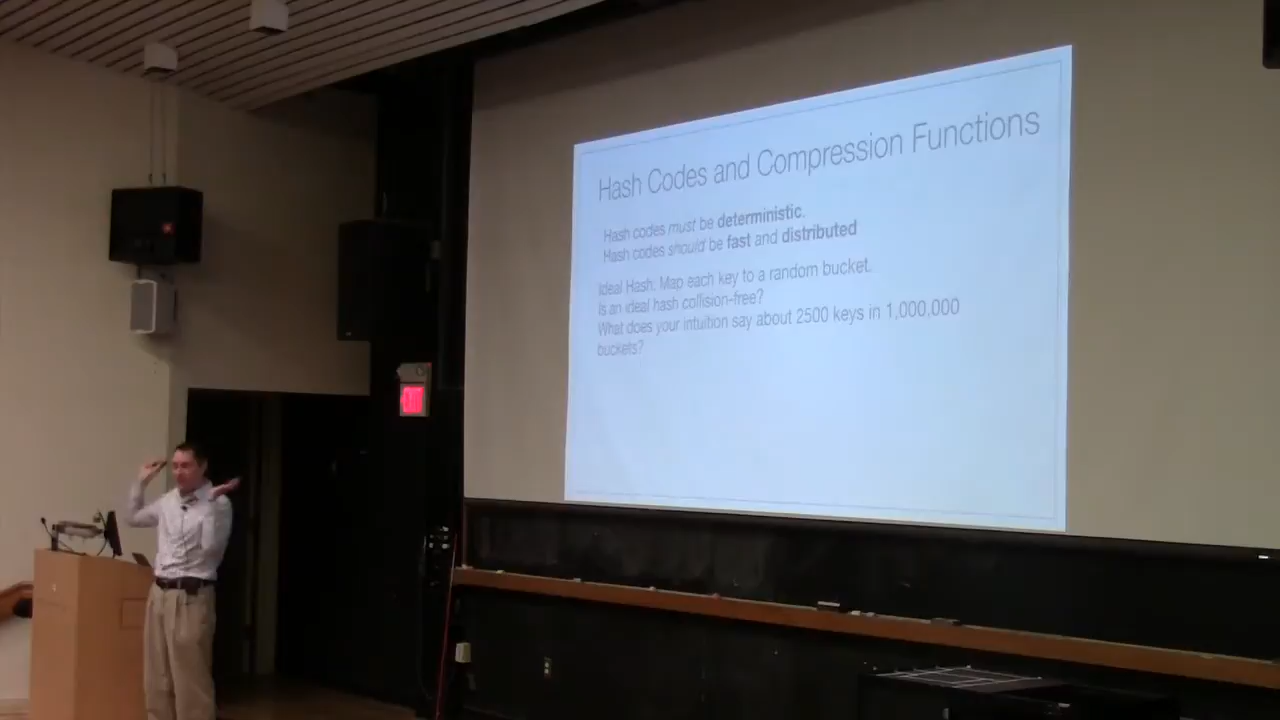 Hash Codes and Compression Functions
Hash codes must be deterministic.
Hash codes should be fast and distributed
Ideal Hash: Map each key to a random bucket.
Is an ideal hash collision-free?
What does your intuition say about 2500 keys in 1,000,000
buckets?